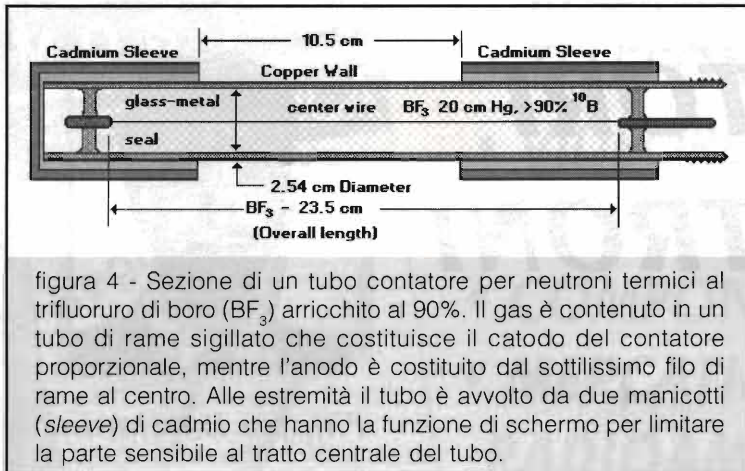 10.5 cm
Cadmium Sleeve
Cadmium Sleeve
Copper Wall
glass-metal
center wire
BF₃ 20 cm Hg, >90% ¹⁰B
seal
2.54 cm Diameter
BF₃ - 23.5 cm
(Overall length)
figura 4 - Sezione di un tubo contatore per neutroni termici al
trifluoruro di boro (BF₃) arricchito al 90%. Il gas è contenuto in un
tubo di rame sigillato che costituisce il catodo del contatore
proporzionale, mentre l'anodo è costituito dal sottilissimo filo di
rame al centro. Alle estremità il tubo è avvolto da due manicotti
(sleeve) di cadmio che hanno la funzione di schermo per limitare
la parte sensibile al tratto centrale del tubo.